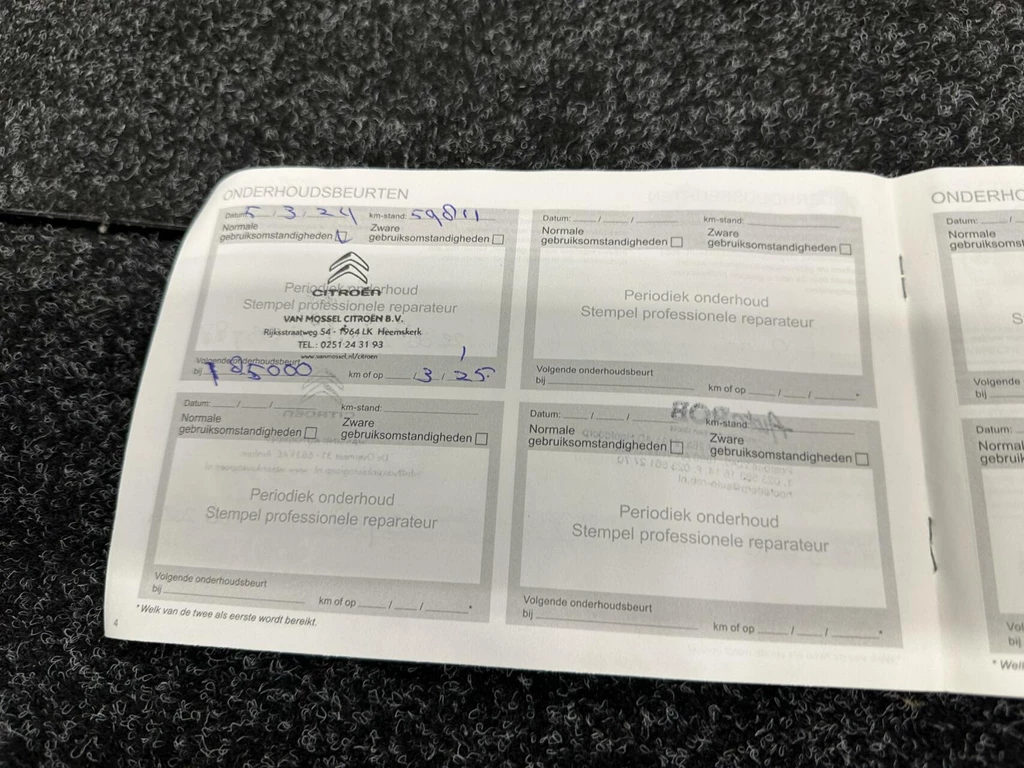 ONDERHOUDSBEURTEN
Datum: 5 / 3 / 24 km-stand: 59811
Normale gebruiksomstandigheden
Zware gebruiksomstandigheden
Periodiek onderhoud
CITROËN
Stempel professionele reparateur
VAN MOSSEL CITROËN B.V.
Rijksstraatweg 54 - 1964 LK Heemskerk
TEL.: 0251 24 31 93
www.vanmossel.nl/citroen
Volgende onderhoudsbeurt
bij 85000 km of op / 3 / 25
Datum: / / km-stand:
Normale gebruiksomstandigheden
Zware gebruiksomstandigheden
Periodiek onderhoud
Stempel professionele reparateur
Volgende onderhoudsbeurt
bij km of op / / *
Datum: / / km-stand:
Normale gebruiksomstandigheden
Zware gebruiksomstandigheden
Periodiek onderhoud
Stempel professionele reparateur
Volgende onderhoudsbeurt
bij km of op / / *
Datum: / / km-stand:
Normale gebruiksomstandigheden
Zware gebruiksomstandigheden
Periodiek onderhoud
Stempel professionele reparateur
Volgende onderhoudsbeurt
bij km of op / / *
* Welk van de twee als eerste wordt bereikt.
4
ONDERHO
Datum: /
Normale
gebruiksomst
S
Volgende
bij
Datum:
Normal
gebruik
Vol
bij
* Well